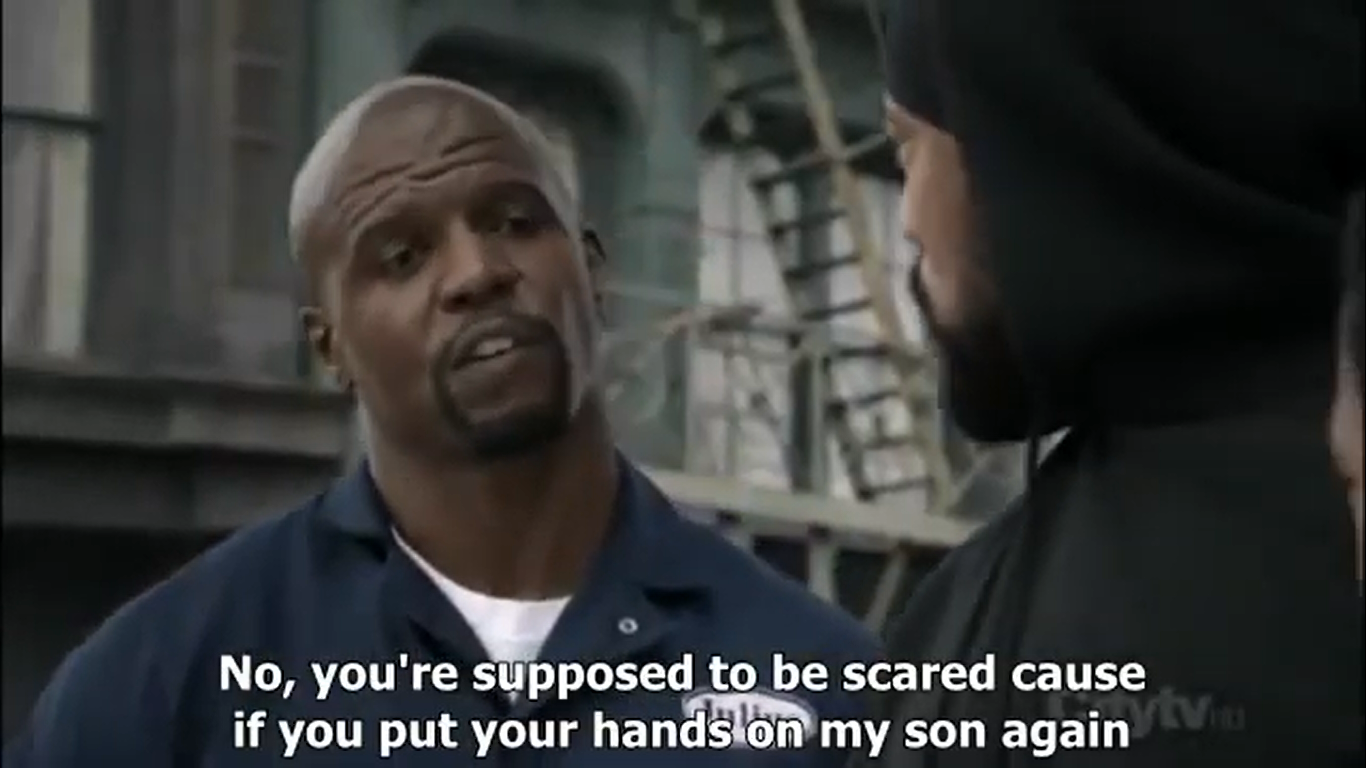 No, you're supposed to be scared cause
if you put your hands on my son again